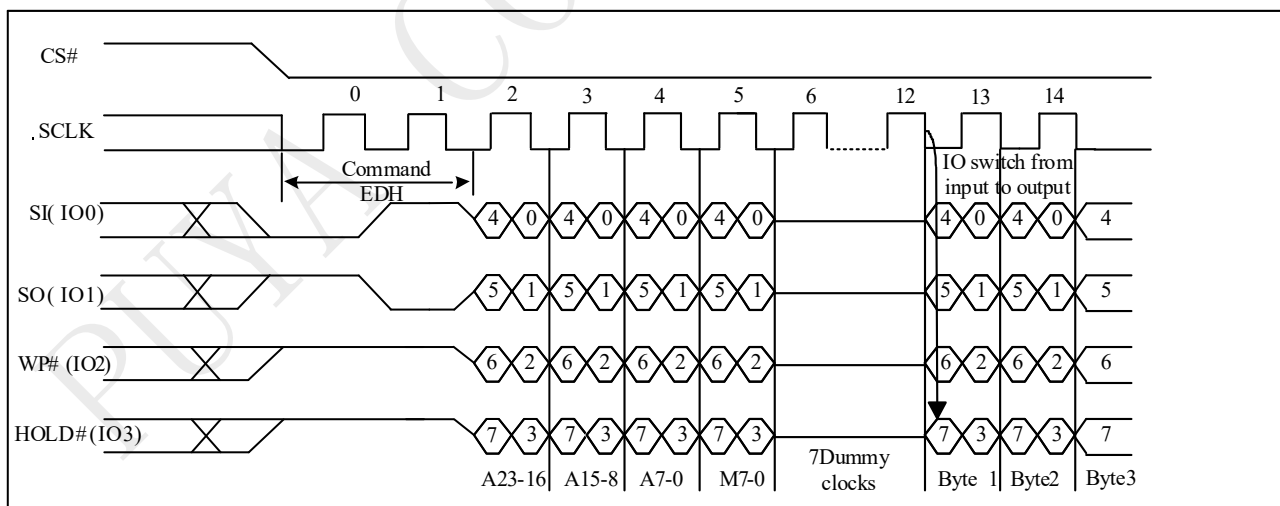 PUYA CO
CS#
0 1 2 3 4 5 6 12 13 14
.SCLK
Command
EDH
IO switch from
input to output
SI( IO0) 4 0 4 0 4 0 4 0 4 0 4 0 4
SO( IO1) 5 1 5 1 5 1 5 1 5 1 5 1 5
WP# (IO2) 6 2 6 2 6 2 6 2 6 2 6 2 6
HOLD# (IO3) 7 3 7 3 7 3 7 3 7 3 7 3 7
A23-16 A15-8 A7-0 M7-0 7Dummy clocks Byte 1 Byte2 Byte3